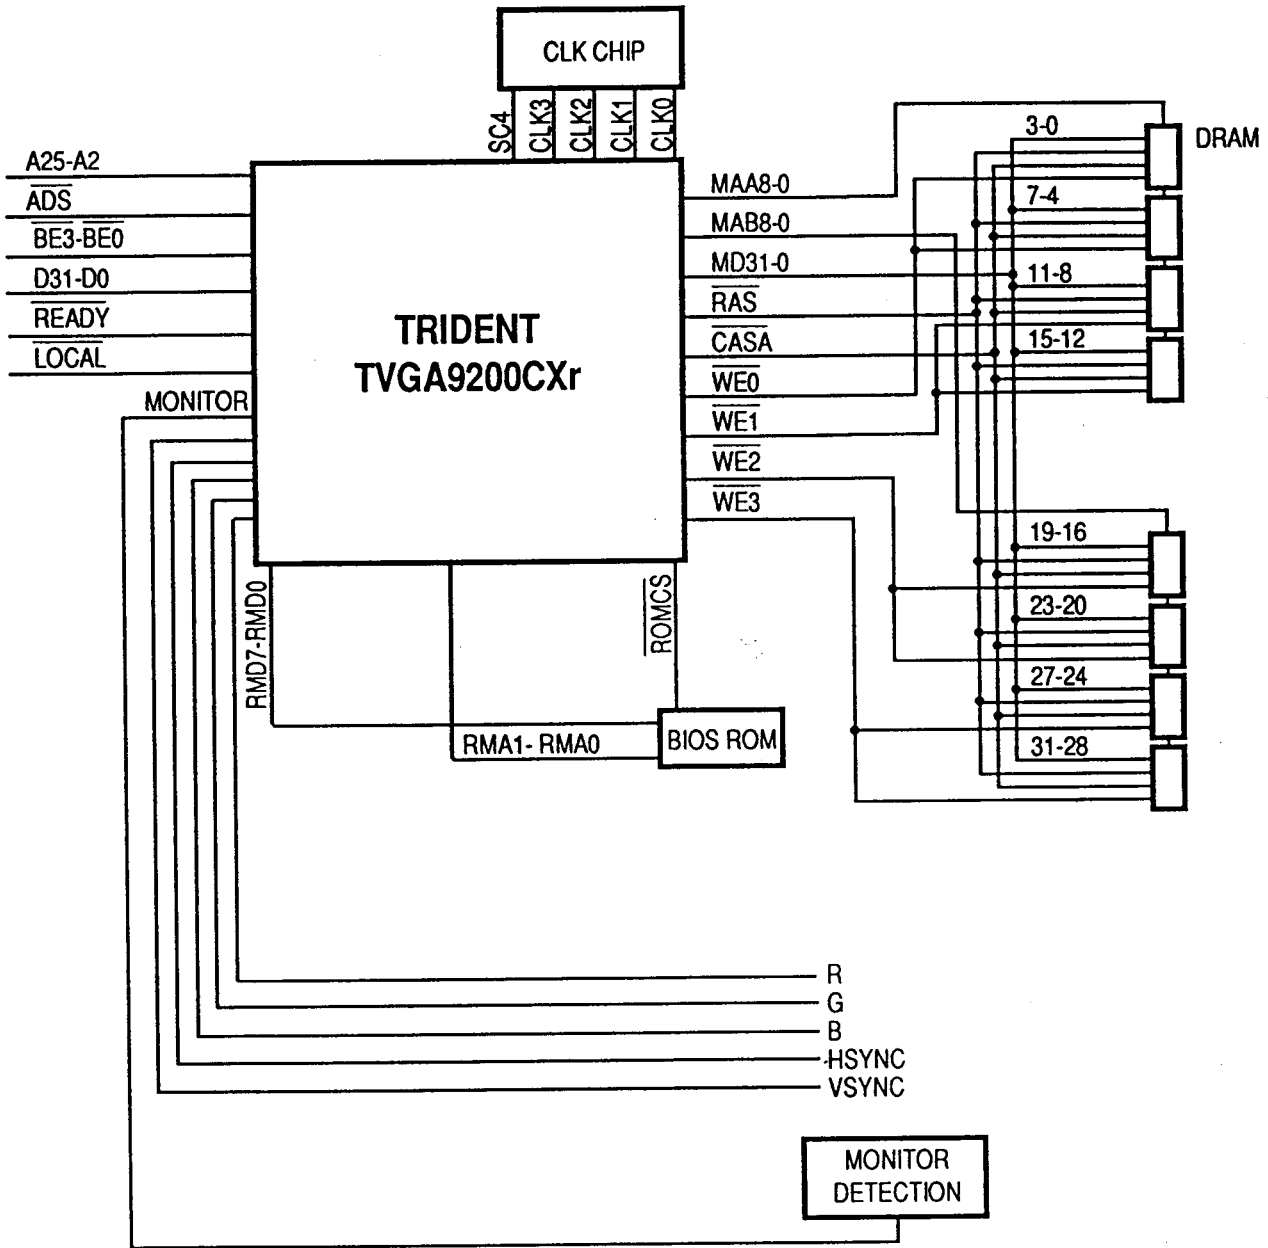 CLK CHIP
SC4
CLK3
CLK2
CLK1
CLK0
A25-A2
ADS
BE3-BE0
D31-D0
READY
LOCAL
MONITOR
TRIDENT
TVGA9200CXr
MAA8-0
MAB8-0
MD31-0
RAS
CASA
WE0
WE1
WE2
WE3
3-0
DRAM
7-4
11-8
15-12
19-16
23-20
27-24
31-28
RMD7-RMD0
ROMCS
RMA1- RMA0
BIOS ROM
R
G
B
HSYNC
VSYNC
MONITOR
DETECTION